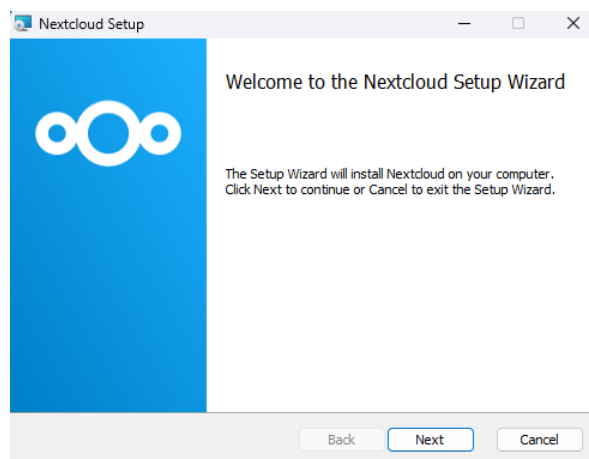 Nextcloud Setup
Welcome to the Nextcloud Setup Wizard
The Setup Wizard will install Nextcloud on your computer.
Click Next to continue or Cancel to exit the Setup Wizard.
Back Next Cancel